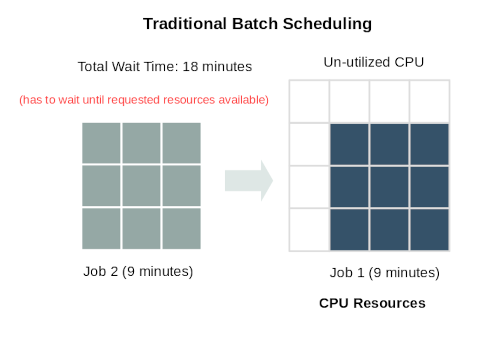 Traditional Batch Scheduling
Total Wait Time: 18 minutes
Un-utilized CPU
(has to wait until requested resources available)
Job 2 (9 minutes)
Job 1 (9 minutes)
CPU Resources